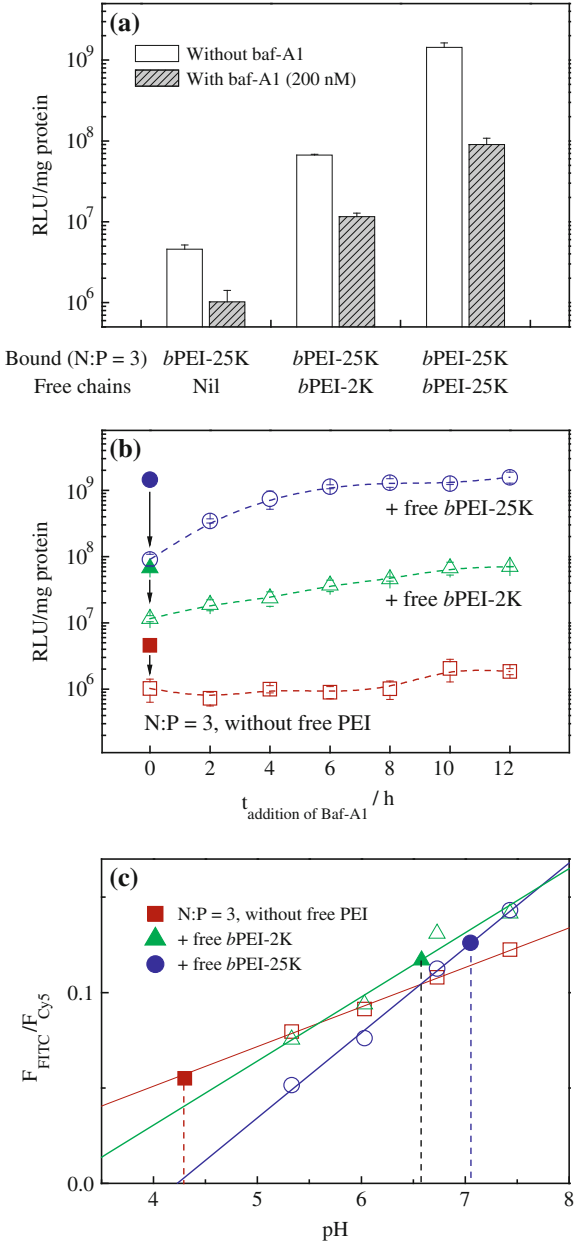 (a)
Without baf-A1
With baf-A1 (200 nM)
RLU/mg protein
10^9
10^8
10^7
10^6
Bound (N:P = 3) bPEI-25K bPEI-25K bPEI-25K
Free chains Nil bPEI-2K bPEI-25K
(b)
RLU/mg protein
10^9
10^8
10^7
10^6
+ free bPEI-25K
+ free bPEI-2K
N:P = 3, without free PEI
0 2 4 6 8 10 12
t_addition of Baf-A1 / h
(c)
N:P = 3, without free PEI
+ free bPEI-2K
+ free bPEI-25K
F_FITC/F_Cy5
0.1
0.0
4 5 6 7 8
pH